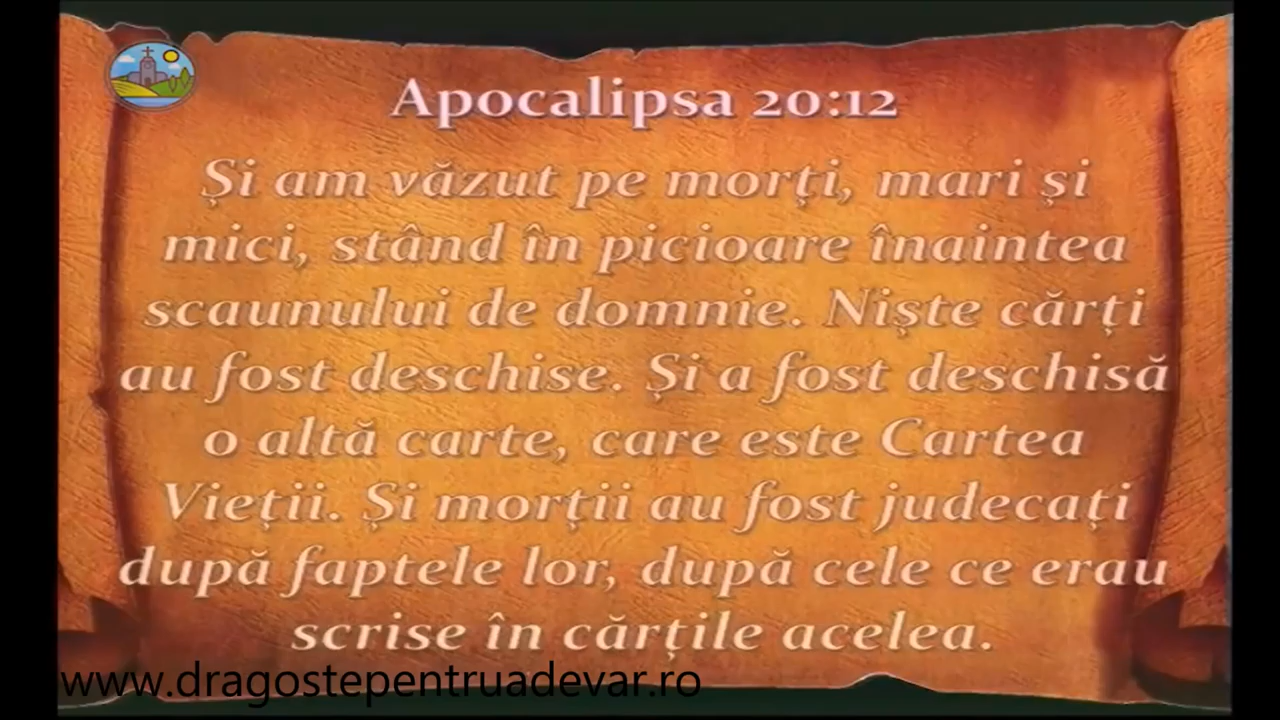 Apocalipsa 20:12
Și am văzut pe morți, mari și
mici, stând în picioare înaintea
scaunului de domnie. Niște cărți
au fost deschise. Și a fost deschisă
o altă carte, care este Cartea
Vieții. Și morții au fost judecați
după faptele lor, după cele ce erau
scrise în cărțile acelea.
www.dragostepentruadevar.ro